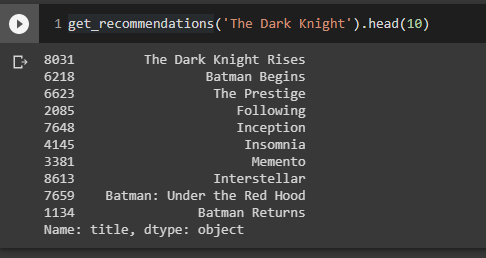 1 get_recommendations('The Dark Knight').head(10)
8031 The Dark Knight Rises
6218 Batman Begins
6623 The Prestige
2085 Following
7648 Inception
4145 Insomnia
3381 Memento
8613 Interstellar
7659 Batman: Under the Red Hood
1134 Batman Returns
Name: title, dtype: object